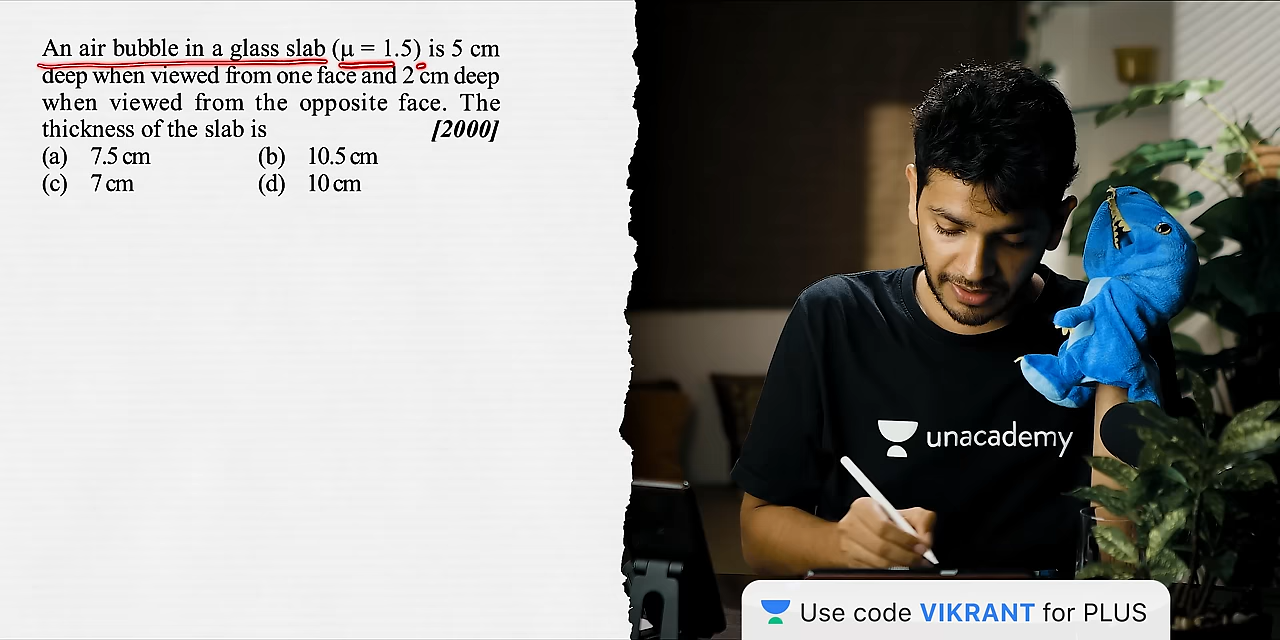 An air bubble in a glass slab (μ = 1.5) is 5 cm
deep when viewed from one face and 2 cm deep
when viewed from the opposite face. The
thickness of the slab is [2000]
(a) 7.5 cm (b) 10.5 cm
(c) 7 cm (d) 10 cm
unacademy
Use code VIKRANT for PLUS